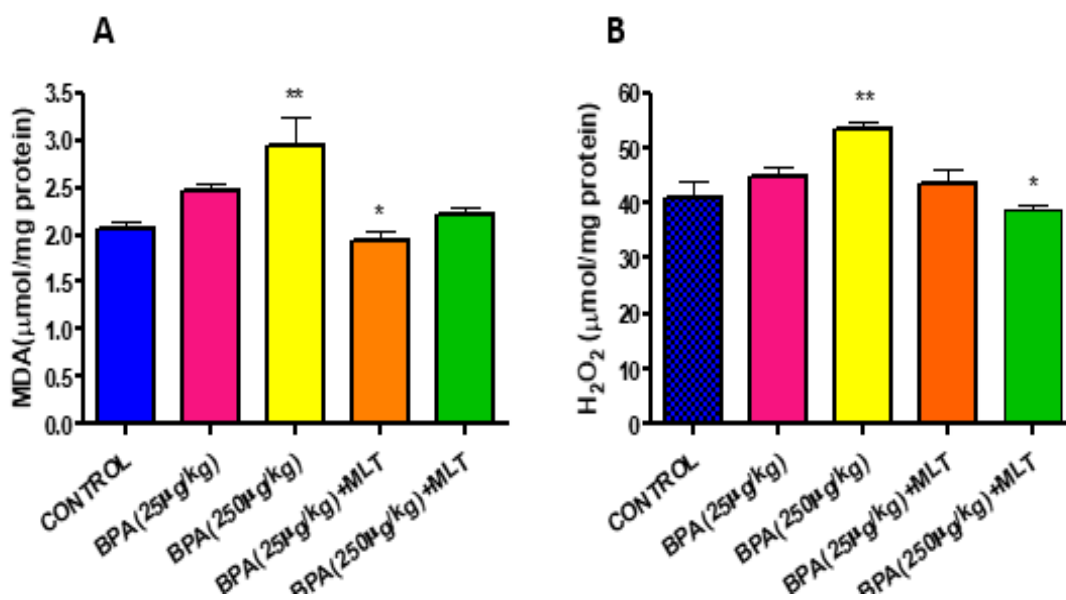 A
MDA(μmol/mg protein)
3.5
3.0
2.5
2.0
1.5
1.0
0.5
0.0
**
*
CONTROL
BPA(25μg/kg)
BPA(250μg/kg)
BPA(25μg/kg)+MLT
BPA(250μg/kg)+MLT
B
H₂O₂ (μmol/mg protein)
60
50
40
30
20
10
0
**
*
CONTROL
BPA(25μg/kg)
BPA(250μg/kg)
BPA(25μg/kg)+MLT
BPA(250μg/kg)+MLT